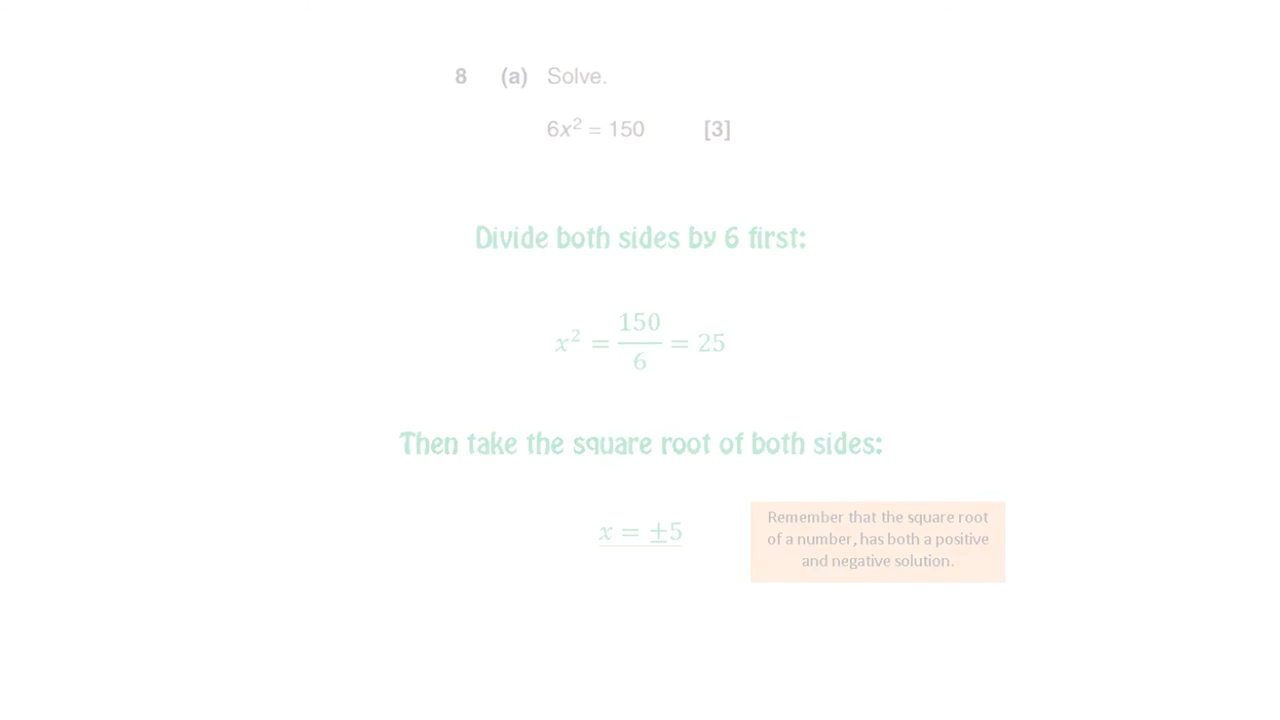 8 (a) Solve.
6x² = 150 [3]
Divide both sides by 6 first:
x² = 150/6 = 25
Then take the square root of both sides:
x = ±5
Remember that the square root
of a number, has both a positive
and negative solution.